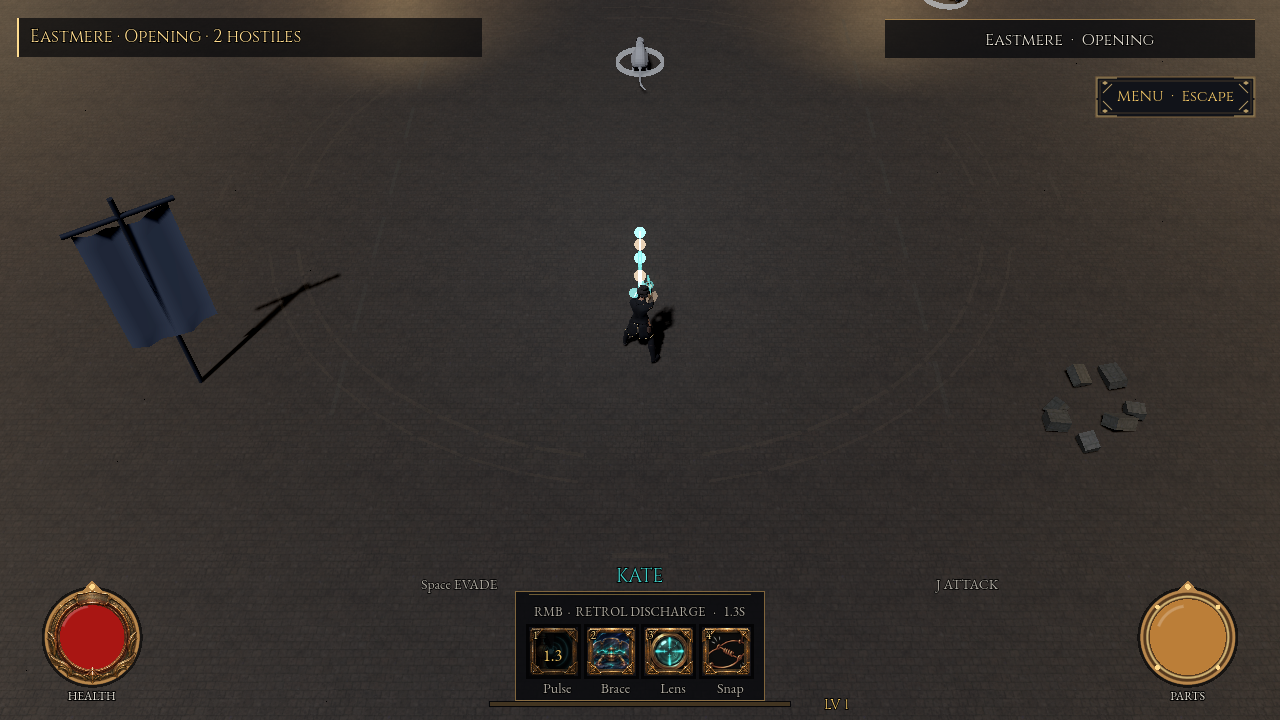 Eastmere · Opening · 2 hostiles
Eastmere · Opening
MENU · Escape
KATE
Space EVADE
J ATTACK
RMB · RETROL DISCHARGE · 1.3S
1 2 3 4
1.3
Pulse Brace Lens Snap
HEALTH
PARTS
LV 1